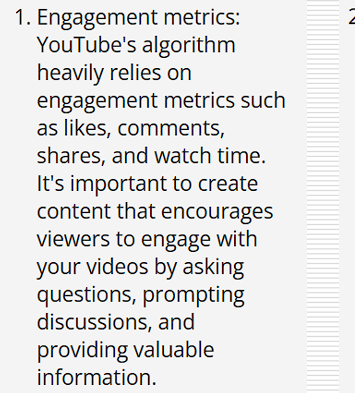 1. Engagement metrics:
YouTube's algorithm
heavily relies on
engagement metrics such
as likes, comments,
shares, and watch time.
It's important to create
content that encourages
viewers to engage with
your videos by asking
questions, prompting
discussions, and
providing valuable
information.